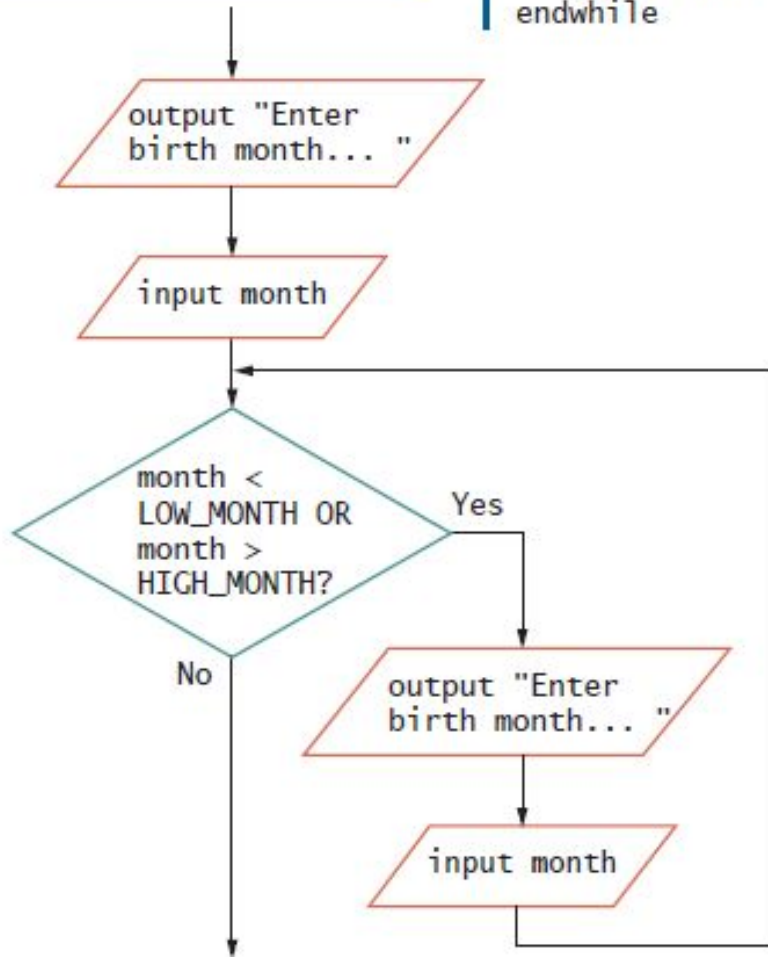 endwhile
output "Enter
birth month... "
input month
month <
LOW_MONTH OR
month >
HIGH_MONTH?
Yes
No
output "Enter
birth month... "
input month